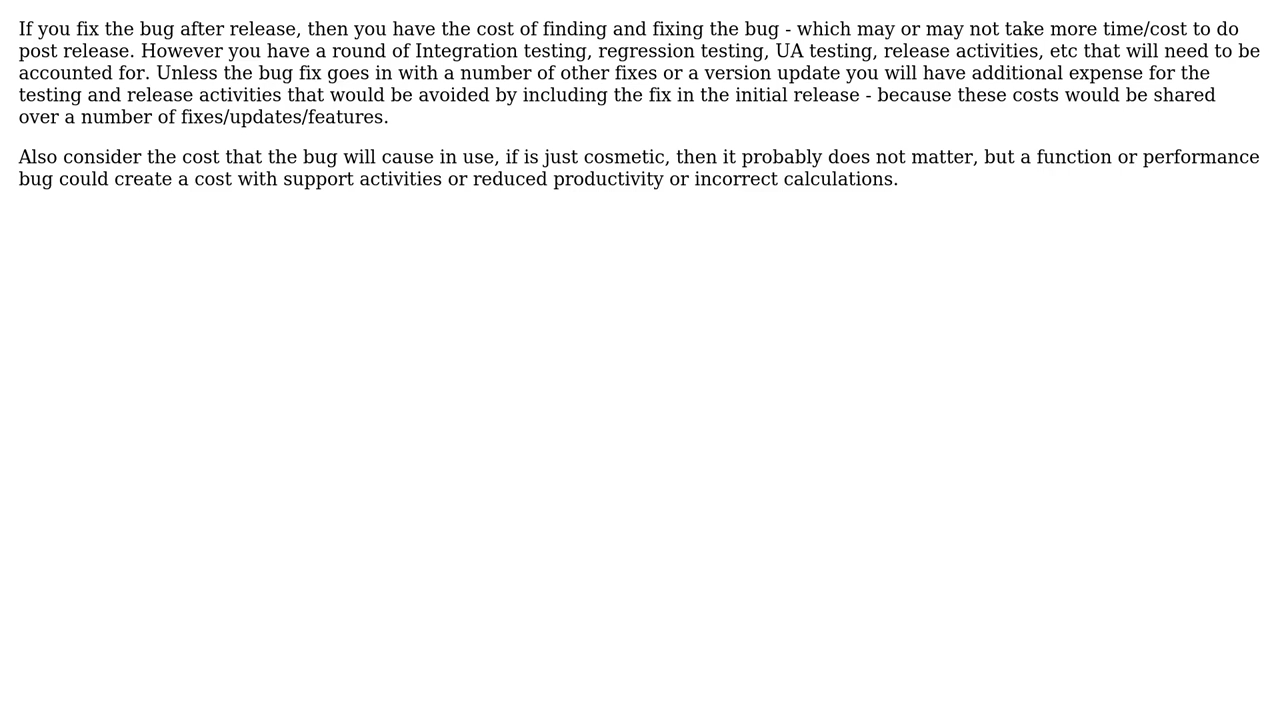 If you fix the bug after release, then you have the cost of finding and fixing the bug - which may or may not take more time/cost to do
post release. However you have a round of Integration testing, regression testing, UA testing, release activities, etc that will need to be
accounted for. Unless the bug fix goes in with a number of other fixes or a version update you will have additional expense for the
testing and release activities that would be avoided by including the fix in the initial release - because these costs would be shared
over a number of fixes/updates/features.
Also consider the cost that the bug will cause in use, if is just cosmetic, then it probably does not matter, but a function or performance
bug could create a cost with support activities or reduced productivity or incorrect calculations.